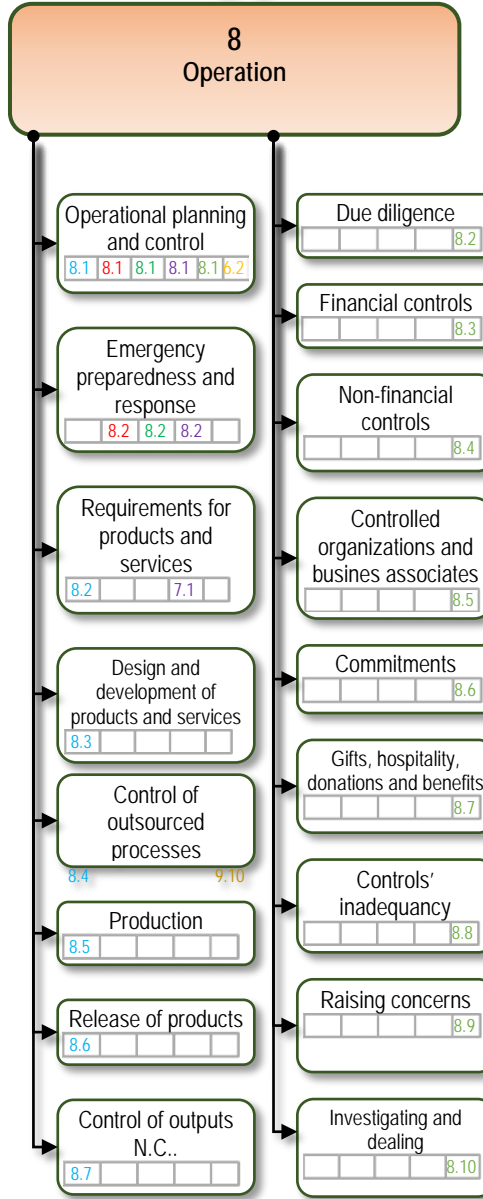 8
Operation
Operational planning
and control
8.1 8.1 8.1 8.1 8.1 6.2
Emergency
preparedness and
response
8.2 8.2 8.2
Requirements for
products and
services
8.2 7.1
Design and
development of
products and services
8.3
Control of
outsourced
processes
8.4 9.10
Production
8.5
Release of products
8.6
Control of outputs
N.C..
8.7
Due diligence
8.2
Financial controls
8.3
Non-financial
controls
8.4
Controlled
organizations and
busines associates
8.5
Commitments
8.6
Gifts, hospitality,
donations and benefits
8.7
Controls'
inadequancy
8.8
Raising concerns
8.9
Investigating and
dealing
8.10